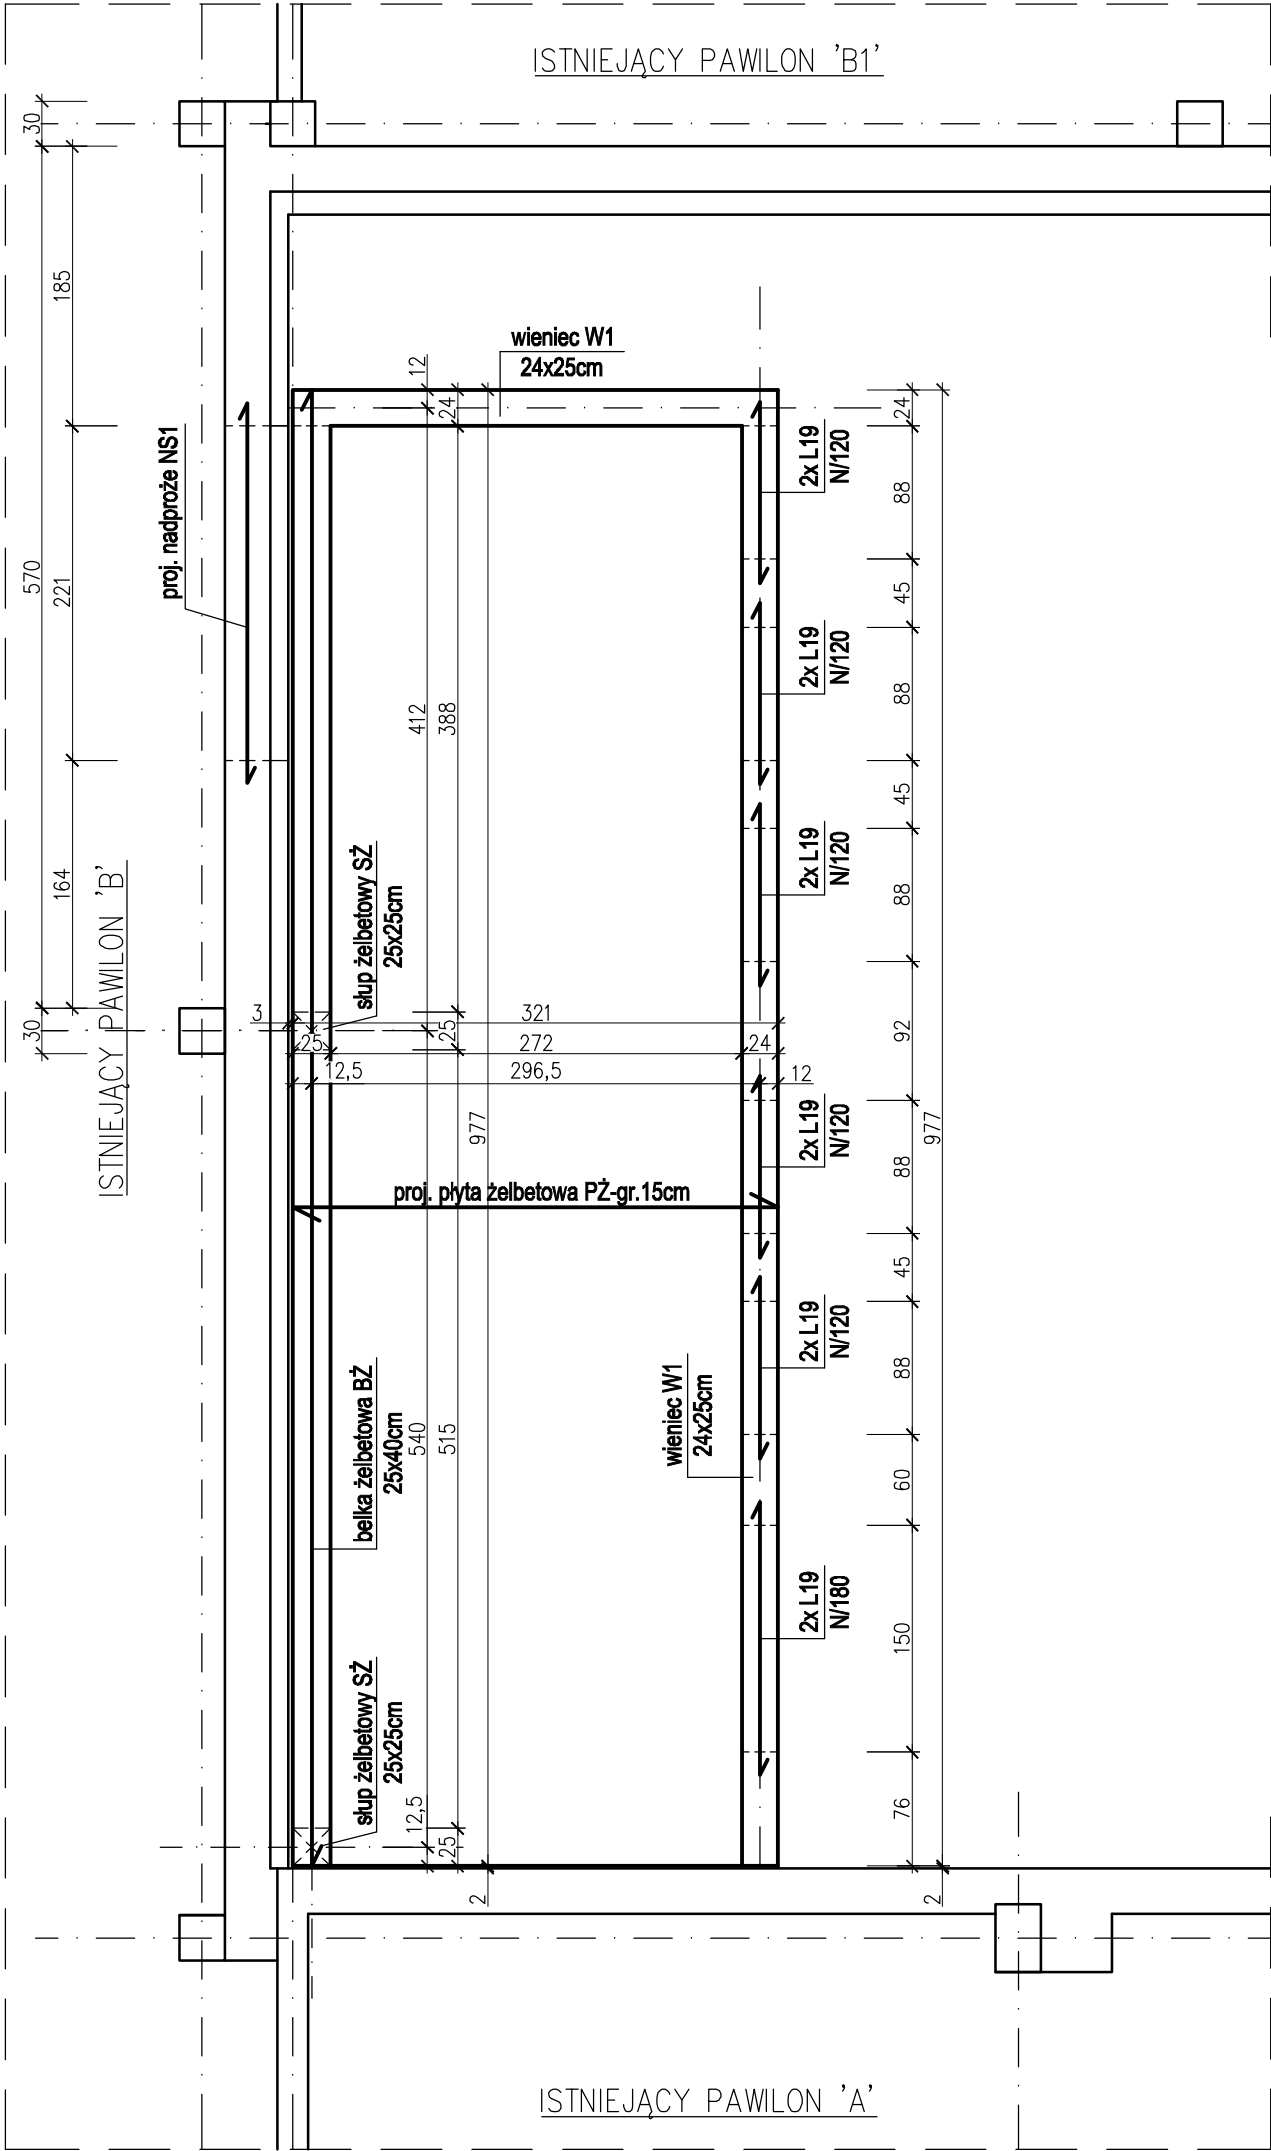 ISTNIEJĄCY PAWILON 'B1'
30
185
570
221
164
30
ISTNIEJĄCY PAWILON 'B'
proj. nadproże NS1
wieniec W1
24x25cm
12
24
412
388
słup żelbetowy SŻ
25x25cm
3
321
25
25
272
24
12,5
296,5
12
977
proj. płyta żelbetowa PŻ-gr.15cm
belka żelbetowa BŻ
25x40cm
540
515
wieniec W1
24x25cm
słup żelbetowy SŻ
25x25cm
12,5
25
2
2x L19
N/120
2x L19
N/120
2x L19
N/120
2x L19
N/120
2x L19
N/120
2x L19
N/180
24
88
45
88
45
88
92
88
45
88
60
150
76
977
2
ISTNIEJĄCY PAWILON 'A'